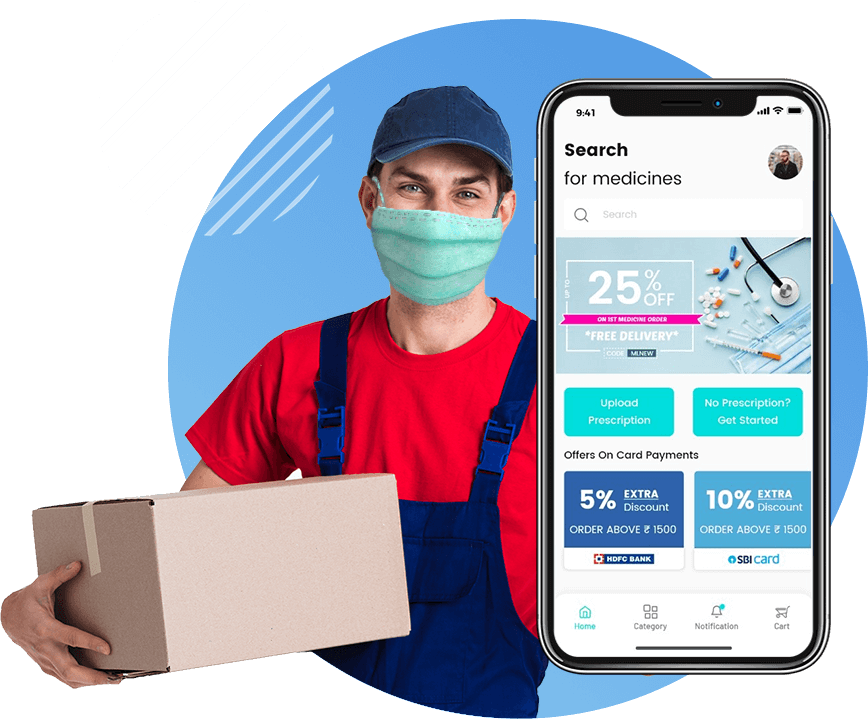 9:41
Search
for medicines
Search
UP TO
25% OFF
ON 1ST MEDICINE ORDER
*FREE DELIVERY*
CODE MLNEW
Upload
Prescription
No Prescription?
Get Started
Offers On Card Payments
5% EXTRA
Discount
ORDER ABOVE ₹ 1500
HDFC BANK
10% EXTRA
Discount
ORDER ABOVE ₹ 1500
SBI card
Home
Category
Notification
Cart